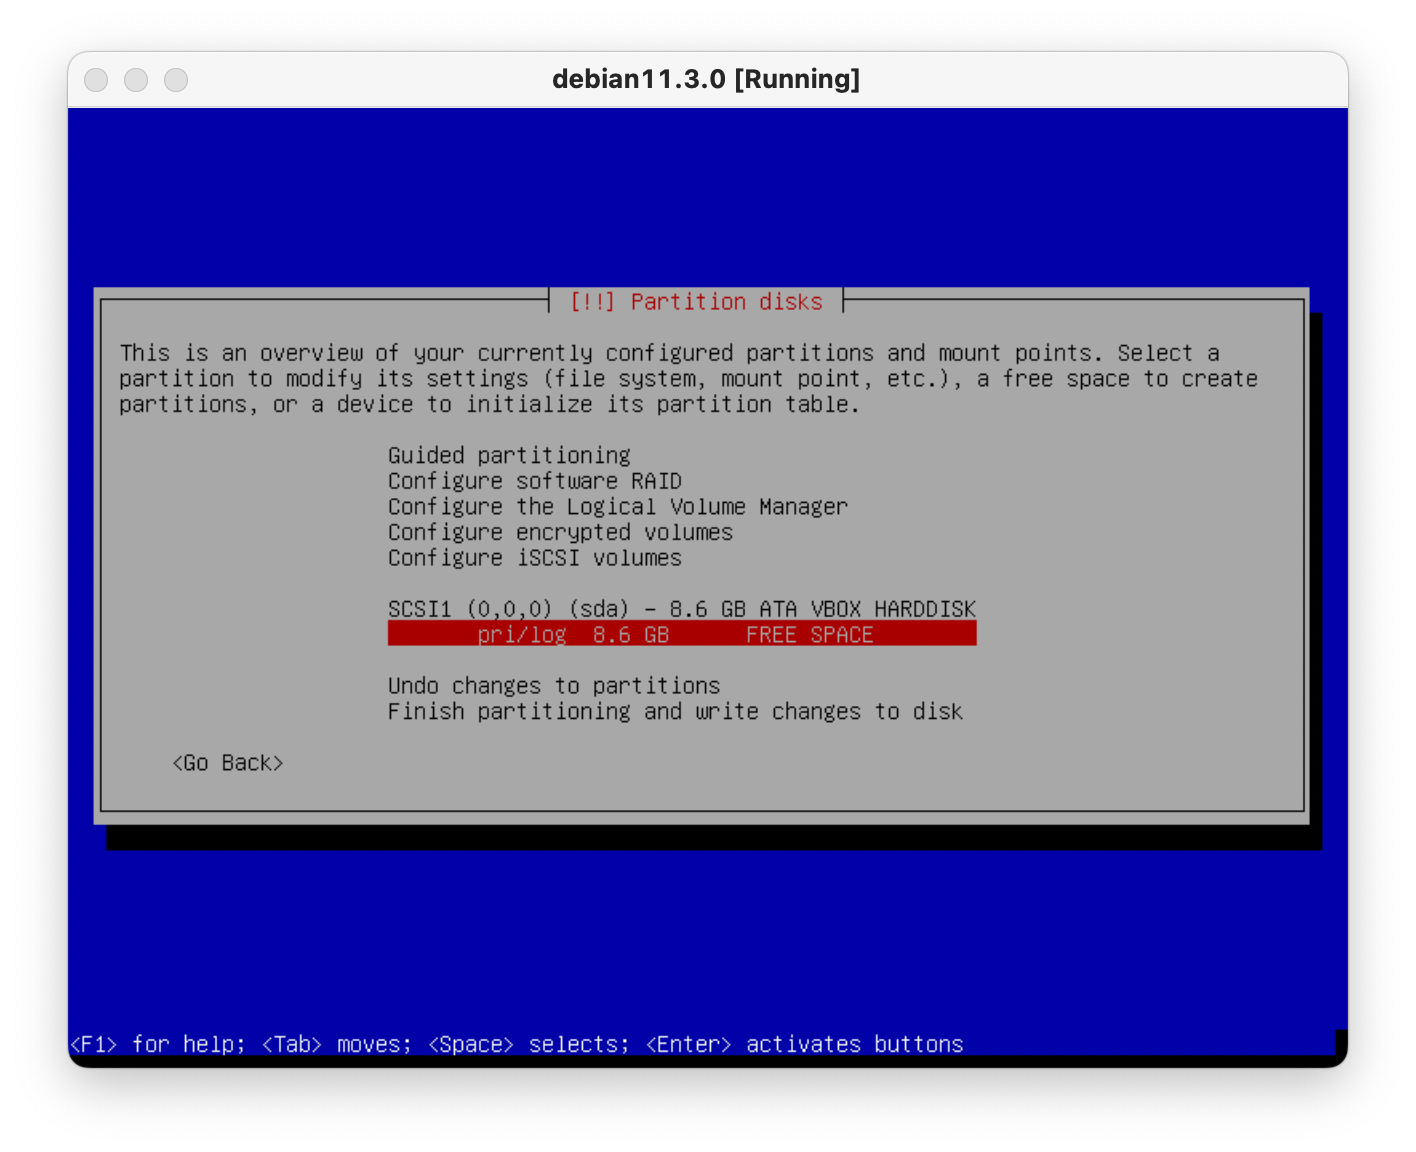 debian11.3.0 [Running]
[!!] Partition disks
This is an overview of your currently configured partitions and mount points. Select a
partition to modify its settings (file system, mount point, etc.), a free space to create
partitions, or a device to initialize its partition table.
Guided partitioning
Configure software RAID
Configure the Logical Volume Manager
Configure encrypted volumes
Configure iSCSI volumes
SCSI1 (0,0,0) (sda) - 8.6 GB ATA VBOX HARDDISK
pri/log 8.6 GB FREE SPACE
Undo changes to partitions
Finish partitioning and write changes to disk
<Go Back>
<F1> for help; <Tab> moves; <Space> selects; <Enter> activates buttons